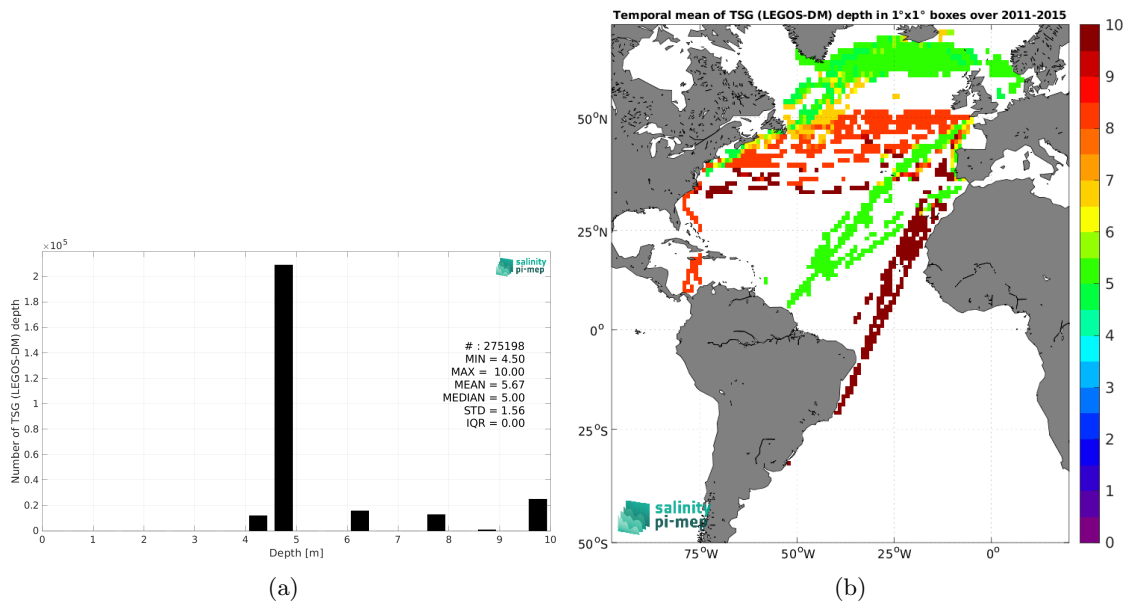 ×10⁵
2
1.8
1.6
1.4
1.2
1
0.8
0.6
0.4
0.2
0
Number of TSG (LEGOS-DM) depth
salinity
pi-mep
# : 275198
MIN = 4.50
MAX = 10.00
MEAN = 5.67
MEDIAN = 5.00
STD = 1.56
IQR = 0.00
0 1 2 3 4 5 6 7 8 9 10
Depth [m]
(a)
Temporal mean of TSG (LEGOS-DM) depth in 1°x1° boxes over 2011-2015
50°N
25°N
0°
25°S
50°S
75°W 50°W 25°W 0°
salinity
pi-mep
10
9
8
7
6
5
4
3
2
1
0
(b)